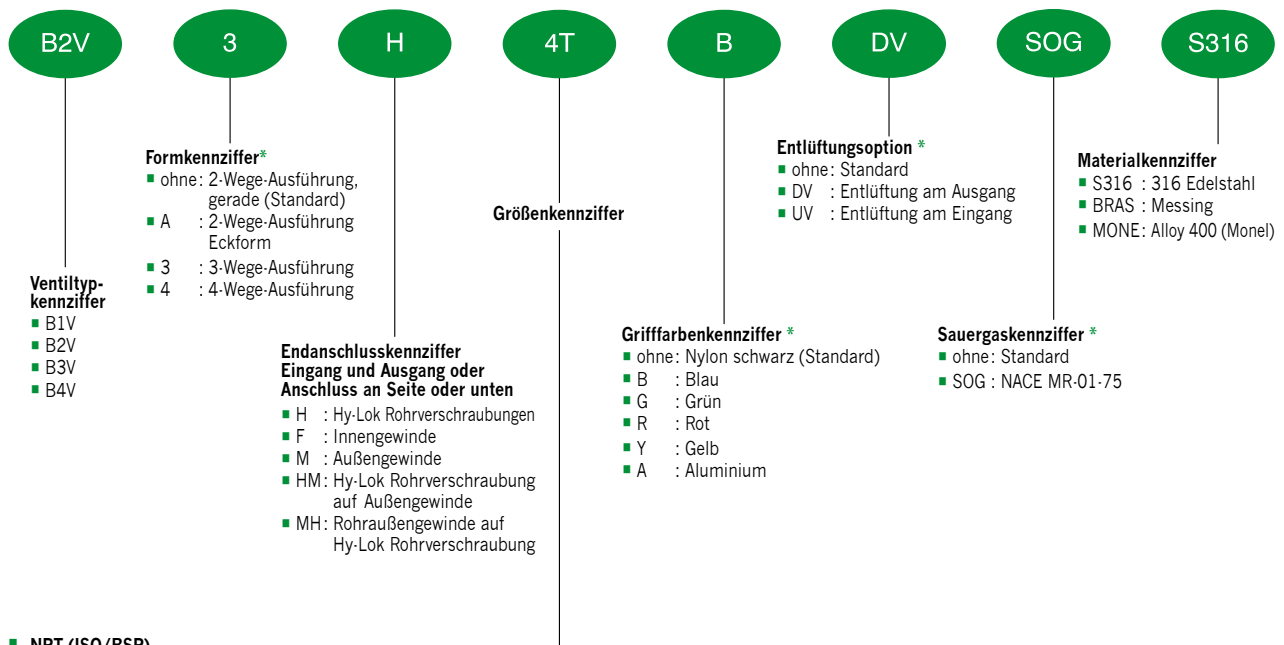 B2V 3 H 4T B DV SOG S316
Formkennziffer*
■ ohne: 2-Wege-Ausführung,
gerade (Standard)
■ A : 2-Wege-Ausführung
Eckform
■ 3 : 3-Wege-Ausführung
■ 4 : 4-Wege-Ausführung
Größenkennziffer
Entlüftungsoption *
■ ohne: Standard
■ DV : Entlüftung am Ausgang
■ UV : Entlüftung am Eingang
Materialkennziffer
■ S316 : 316 Edelstahl
■ BRAS : Messing
■ MONE: Alloy 400 (Monel)
Ventiltyp-
kennziffer
■ B1V
■ B2V
■ B3V
■ B4V
Endanschlusskennziffer
Eingang und Ausgang oder
Anschluss an Seite oder unten
■ H : Hy-Lok Rohrverschraubungen
■ F : Innengewinde
■ M : Außengewinde
■ HM: Hy-Lok Rohrverschraubung
auf Außengewinde
■ MH: Rohraußengewinde auf
Hy-Lok Rohrverschraubung
Grifffarbenkennziffer *
■ ohne: Nylon schwarz (Standard)
■ B : Blau
■ G : Grün
■ R : Rot
■ Y : Gelb
■ A : Aluminium
Sauergaskennziffer *
■ ohne: Standard
■ SOG : NACE MR-01-75
■ NPT (ISO/BSP)